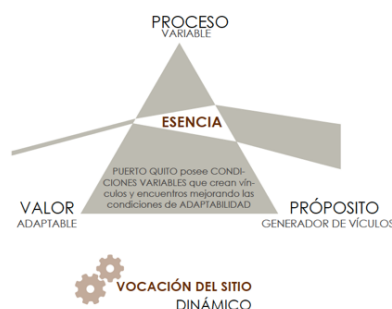 PROCESO
VARIABLE
ESENCIA
PUERTO QUITO posee CONDI-
CIONES VARIABLES que crean vín-
culos y encuentros mejorando las
condiciones de ADAPTABILIDAD
VALOR
ADAPTABLE
PRÓPOSITO
GENERADOR DE VÍCULOS
VOCACIÓN DEL SITIO
DINÁMICO